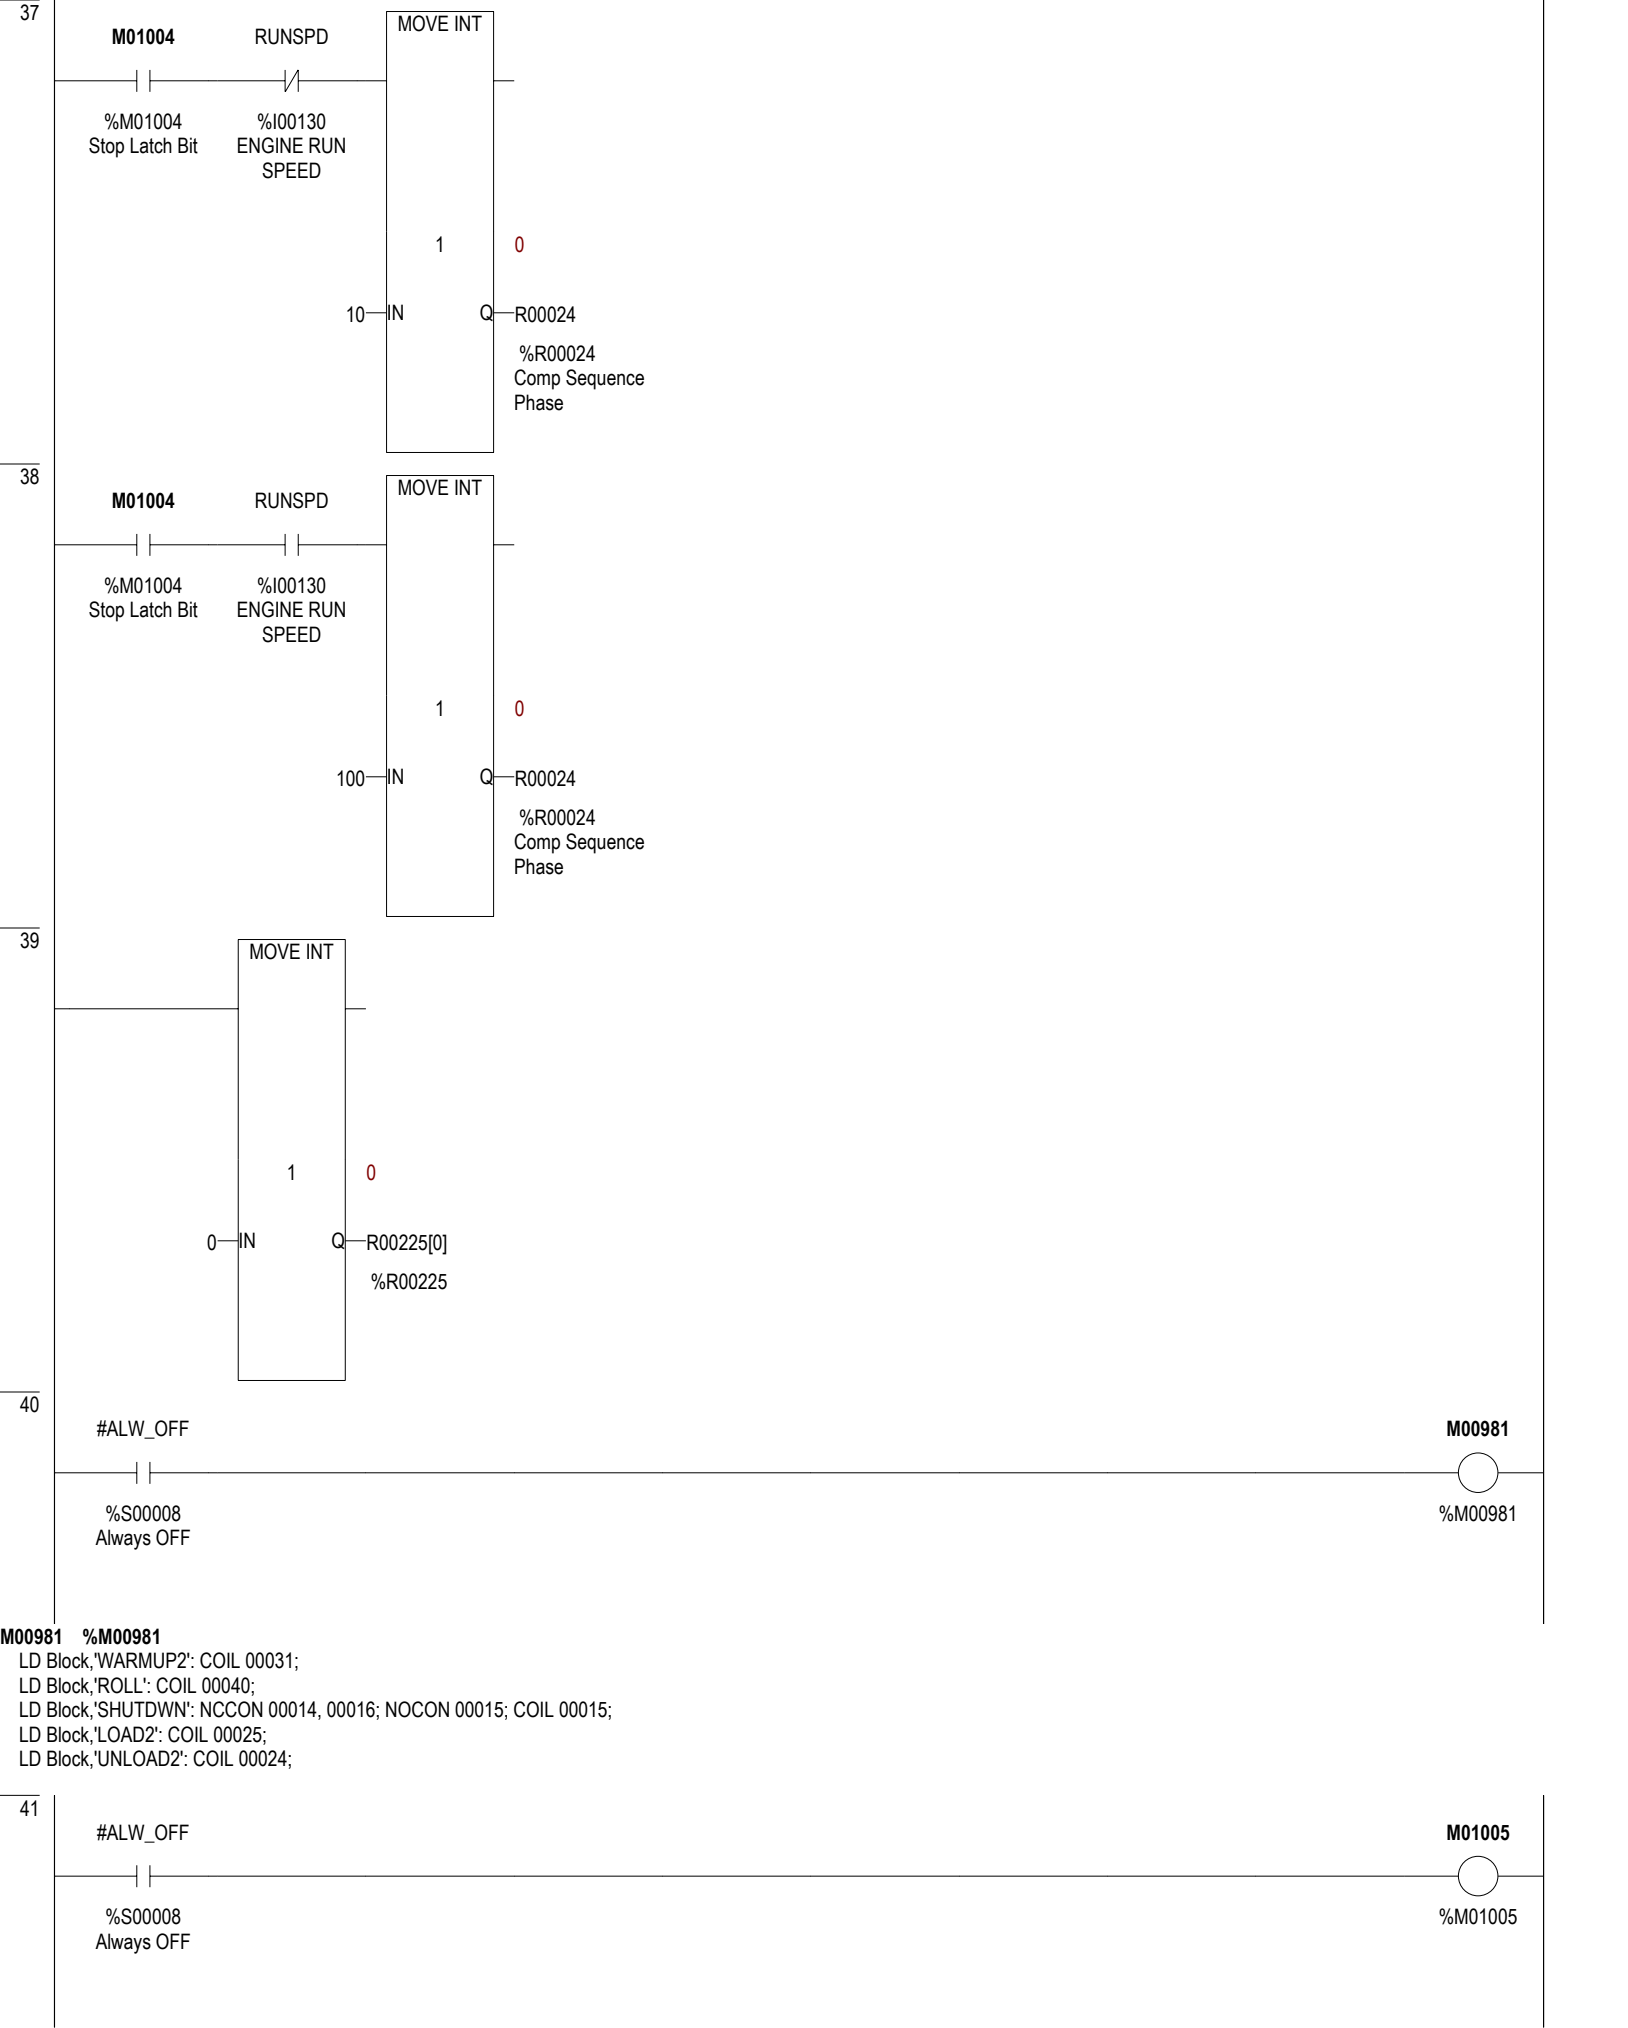 37
MOVE INT
M01004 RUNSPD
%M01004 %I00130
Stop Latch Bit ENGINE RUN
SPEED
1 0
10 IN Q R00024
%R00024
Comp Sequence
Phase
38
MOVE INT
M01004 RUNSPD
%M01004 %I00130
Stop Latch Bit ENGINE RUN
SPEED
1 0
100 IN Q R00024
%R00024
Comp Sequence
Phase
39
MOVE INT
1 0
0 IN Q R00225[0]
%R00225
40
#ALW_OFF M00981
%S00008 %M00981
Always OFF
M00981 %M00981
LD Block,'WARMUP2': COIL 00031;
LD Block,'ROLL': COIL 00040;
LD Block,'SHUTDWN': NCCON 00014, 00016; NOCON 00015; COIL 00015;
LD Block,'LOAD2': COIL 00025;
LD Block,'UNLOAD2': COIL 00024;
41
#ALW_OFF M01005
%S00008 %M01005
Always OFF